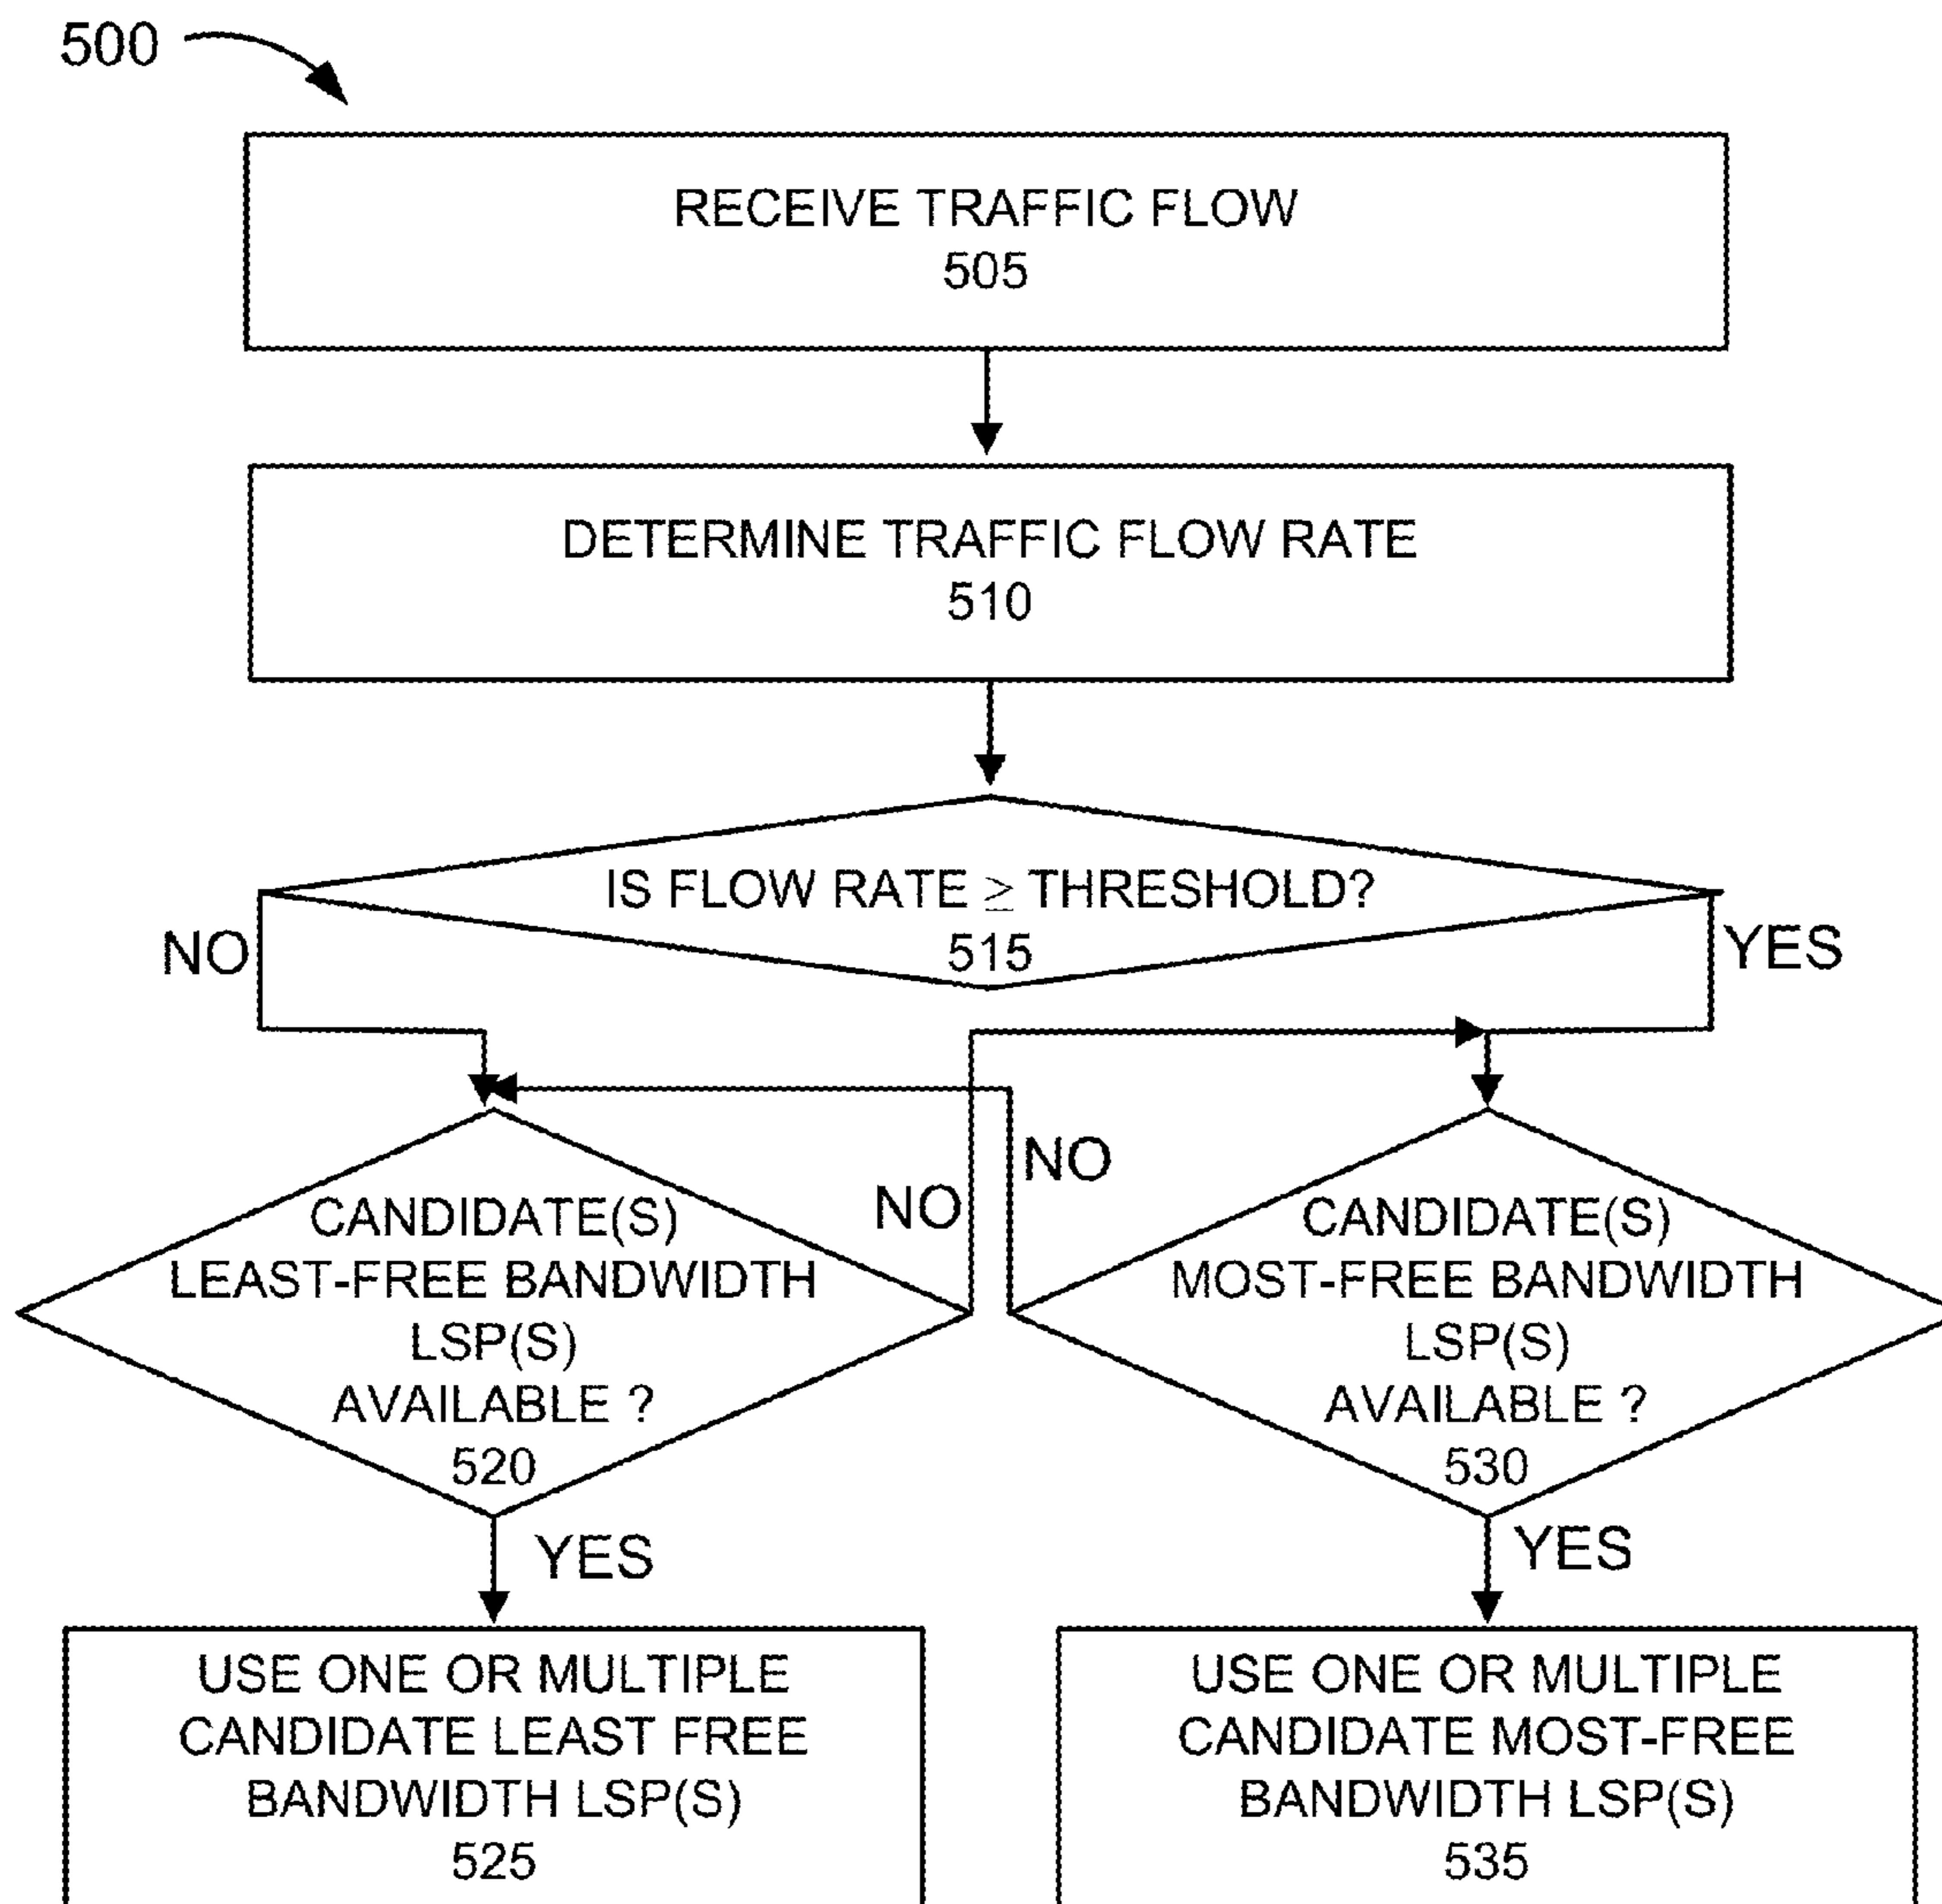 500
RECEIVE TRAFFIC FLOW
505
DETERMINE TRAFFIC FLOW RATE
510
IS FLOW RATE ≥ THRESHOLD?
515
NO
YES
NO
NO
CANDIDATE(S)
LEAST-FREE BANDWIDTH
LSP(S)
AVAILABLE ?
520
CANDIDATE(S)
MOST-FREE BANDWIDTH
LSP(S)
AVAILABLE ?
530
YES
YES
USE ONE OR MULTIPLE
CANDIDATE LEAST FREE
BANDWIDTH LSP(S)
525
USE ONE OR MULTIPLE
CANDIDATE MOST-FREE
BANDWIDTH LSP(S)
535